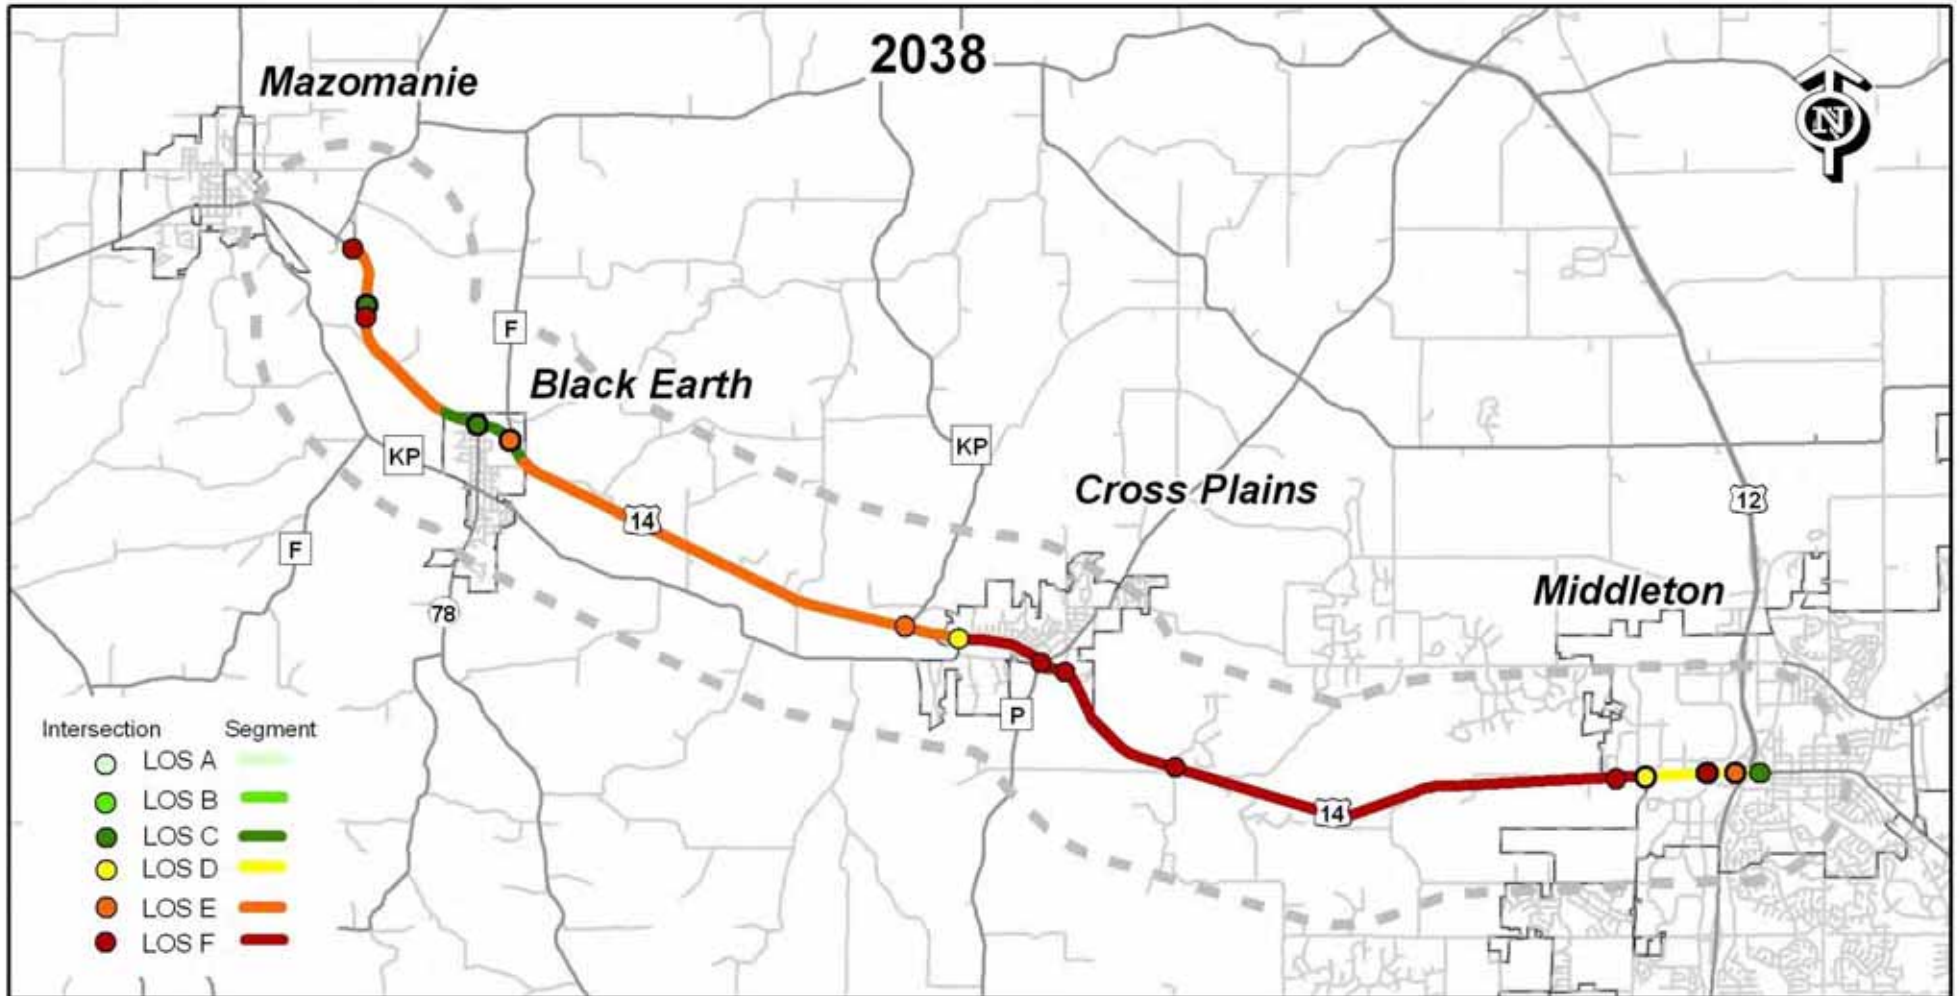 2038
Mazomanie
N
F
Black Earth
KP
KP
Cross Plains
12
14
F
Middleton
78
P
14
Intersection Segment
LOS A
LOS B
LOS C
LOS D
LOS E
LOS F